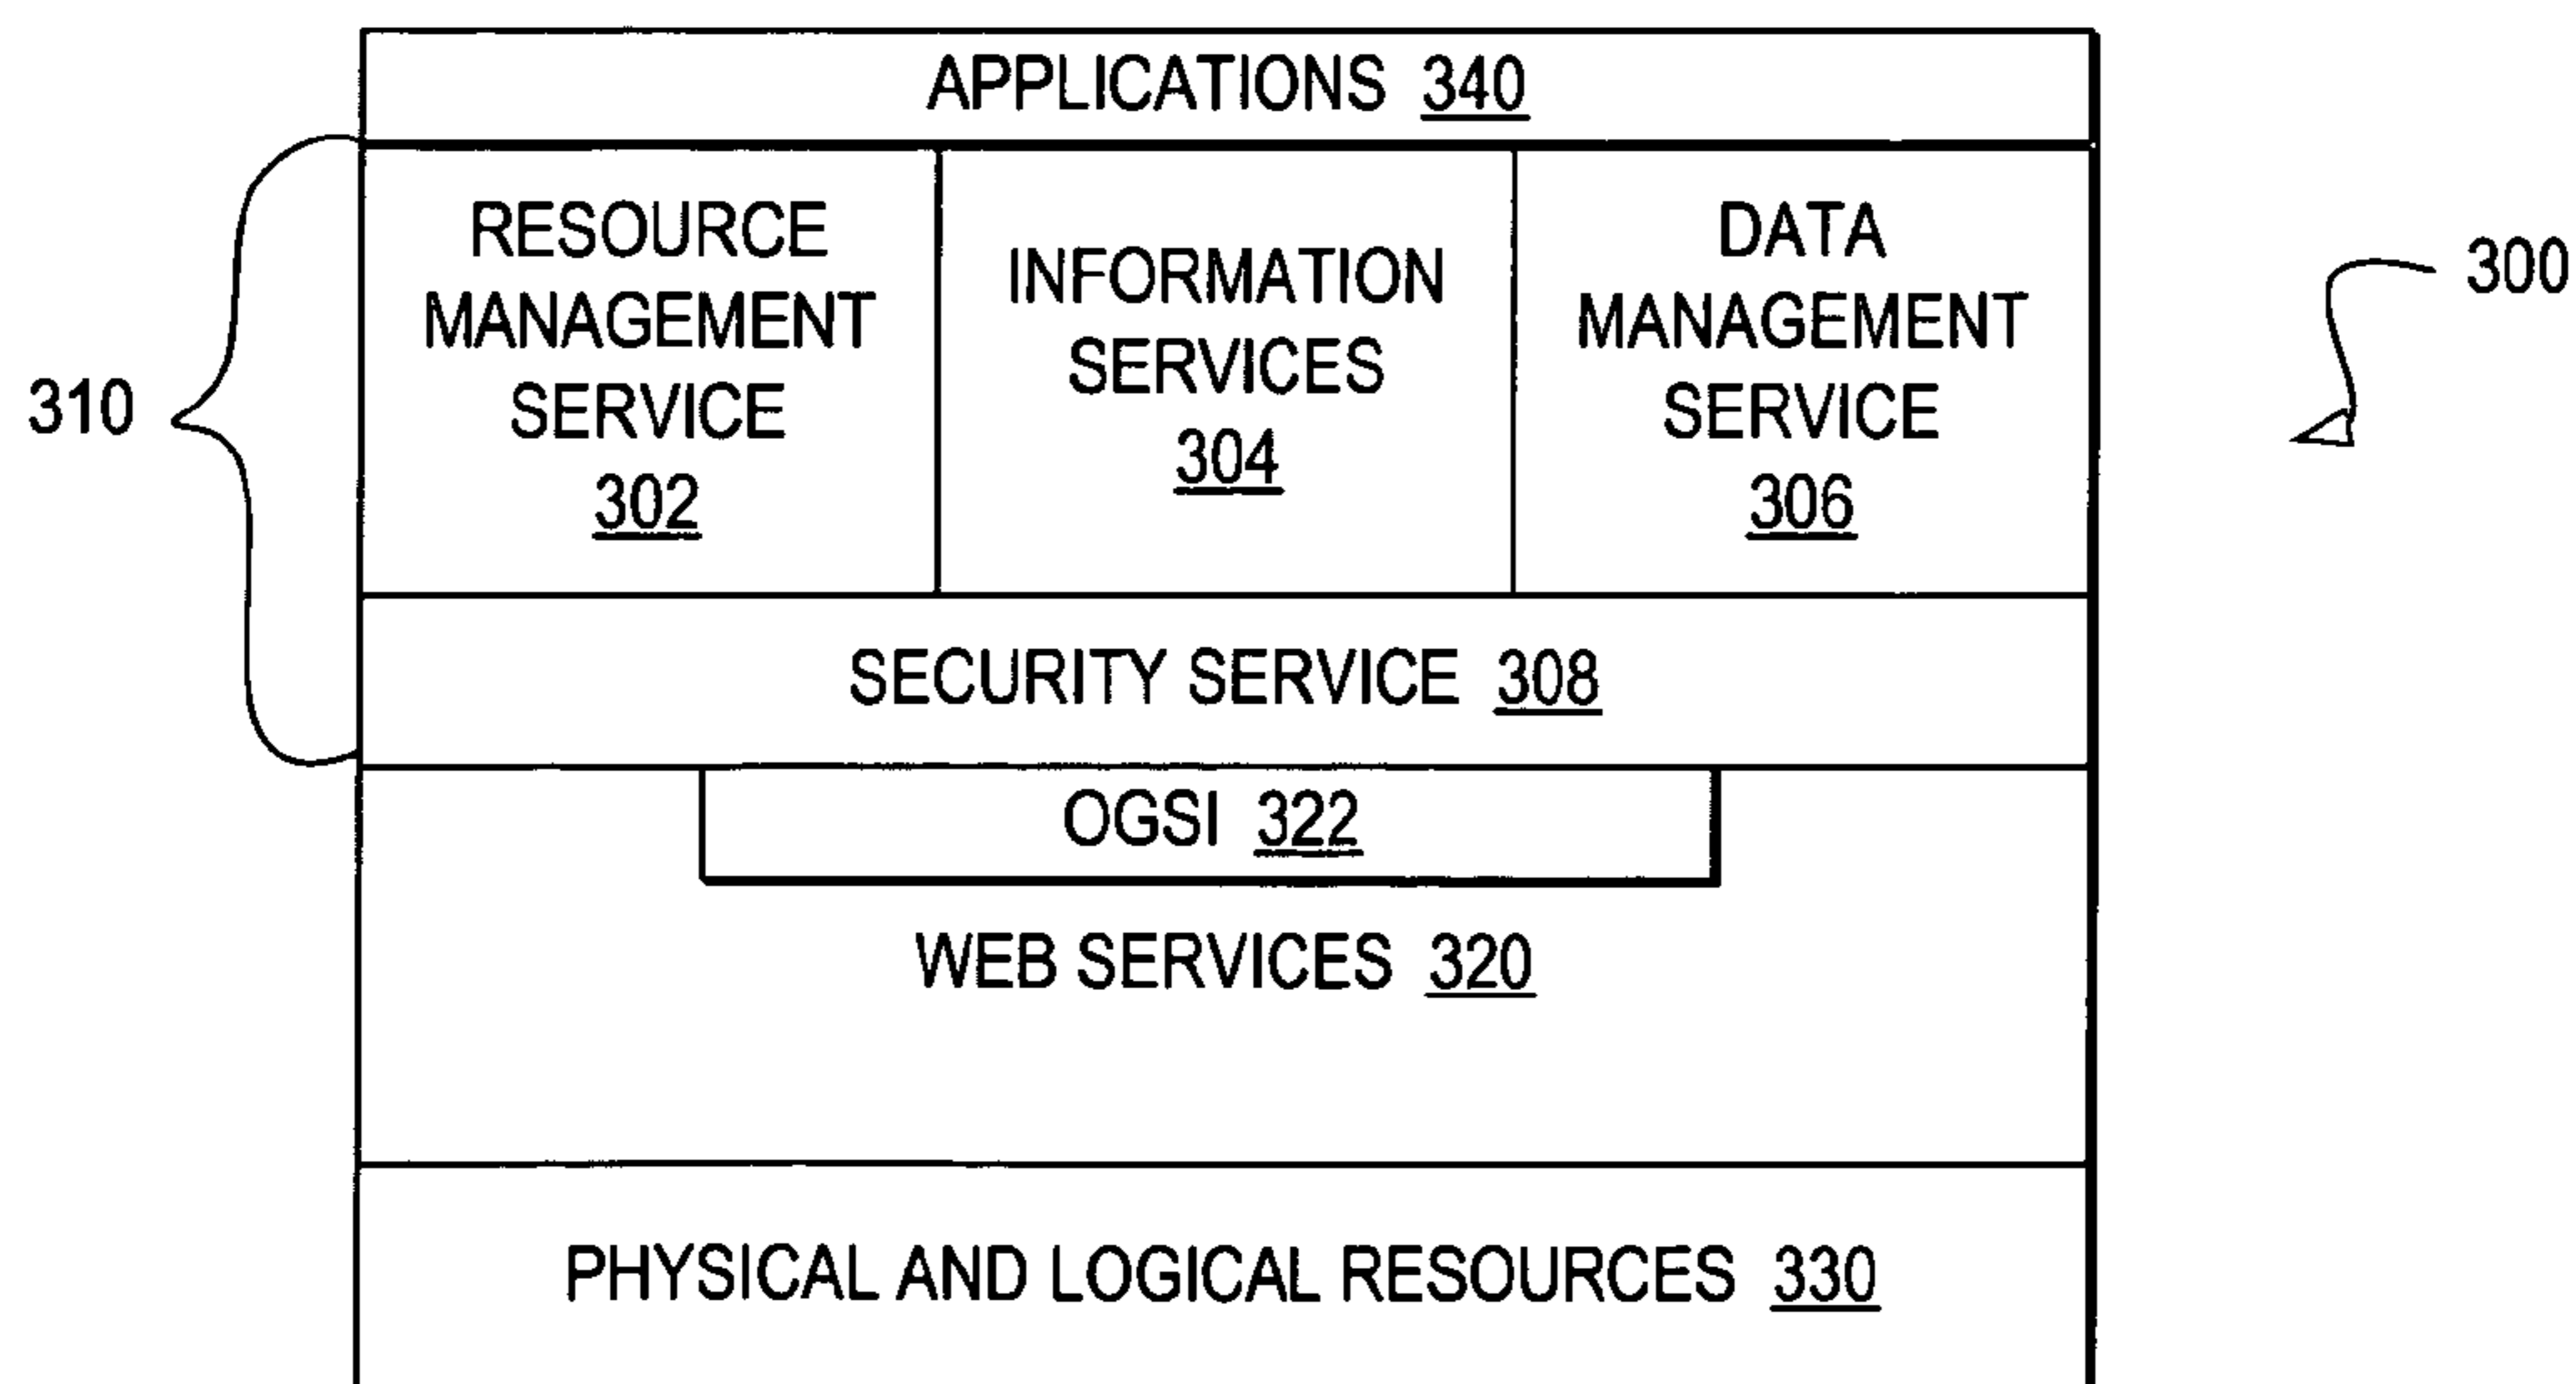 APPLICATIONS 340
RESOURCE
MANAGEMENT
SERVICE
302
INFORMATION
SERVICES
304
DATA
MANAGEMENT
SERVICE
306
300
310
SECURITY SERVICE 308
OGSI 322
WEB SERVICES 320
PHYSICAL AND LOGICAL RESOURCES 330